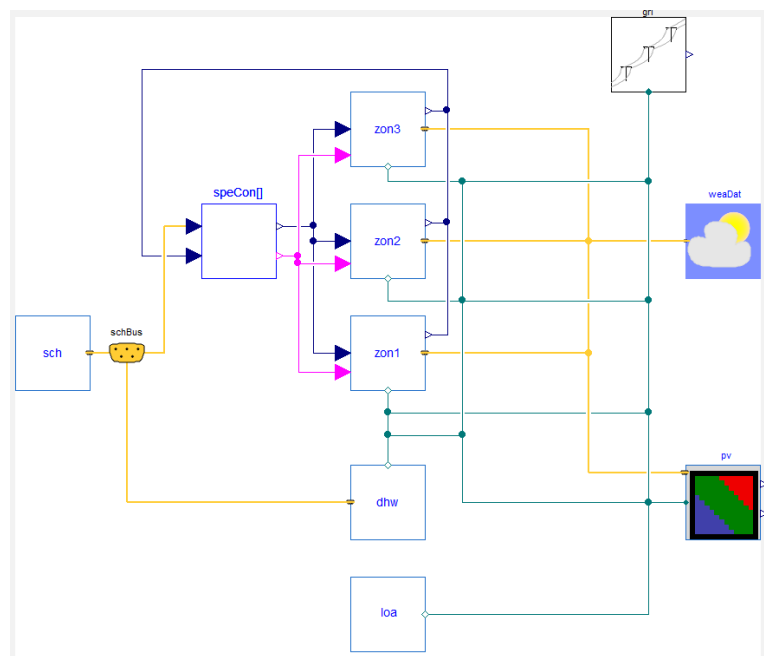 gri
zon3
speCon[]
weaDat
zon2
schBus
sch
zon1
pv
dhw
loa